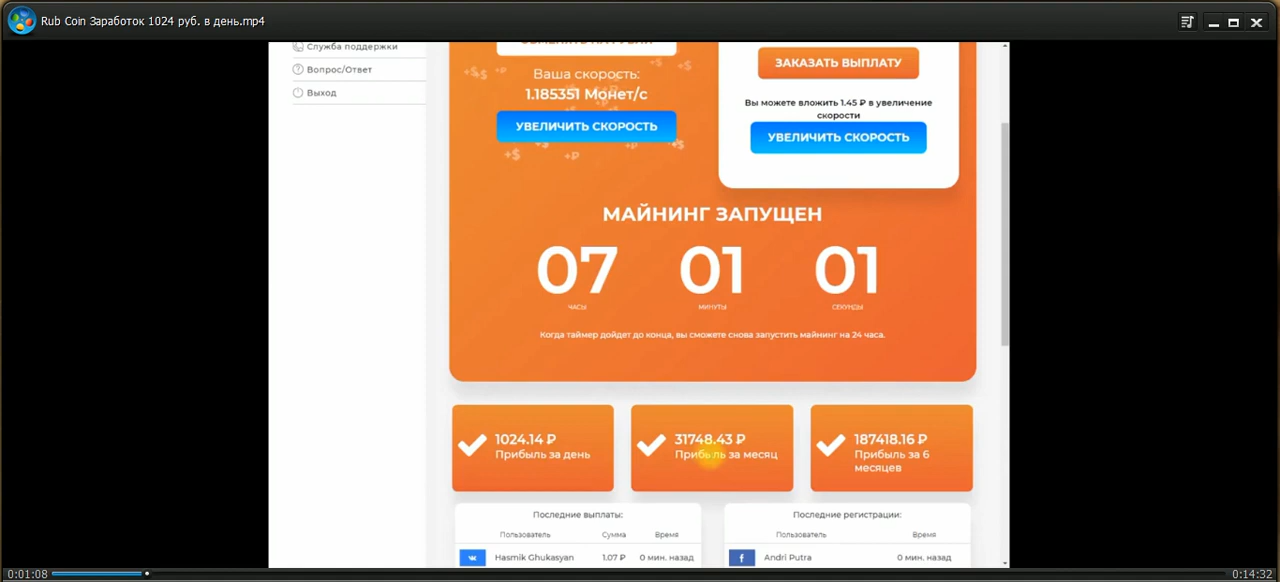 Rub Coin Заработок 1024 руб. в день.mp4
Служба поддержки
Вопрос/Ответ
Выход
Ваша скорость:
1.185351 Монет/с
УВЕЛИЧИТЬ СКОРОСТЬ
ЗАКАЗАТЬ ВЫПЛАТУ
Вы можете вложить 1.45 ₽ в увеличение
скорости
УВЕЛИЧИТЬ СКОРОСТЬ
МАЙНИНГ ЗАПУЩЕН
07 01 01
ЧАСЫ МИНУТЫ СЕКУНДЫ
Когда таймер дойдет до конца, вы сможете снова запустить майнинг на 24 часа.
1024.14 ₽
Прибыль за день
31748.43 ₽
Прибыль за месяц
187418.16 ₽
Прибыль за 6
месяцев
Последние выплаты:
Пользователь Сумма Время
Hasmik Ghukasyan 1.07 ₽ 0 мин. назад
Последние регистрации:
Пользователь Время
Andri Putra 0 мин. назад
0:01:08
0:14:32